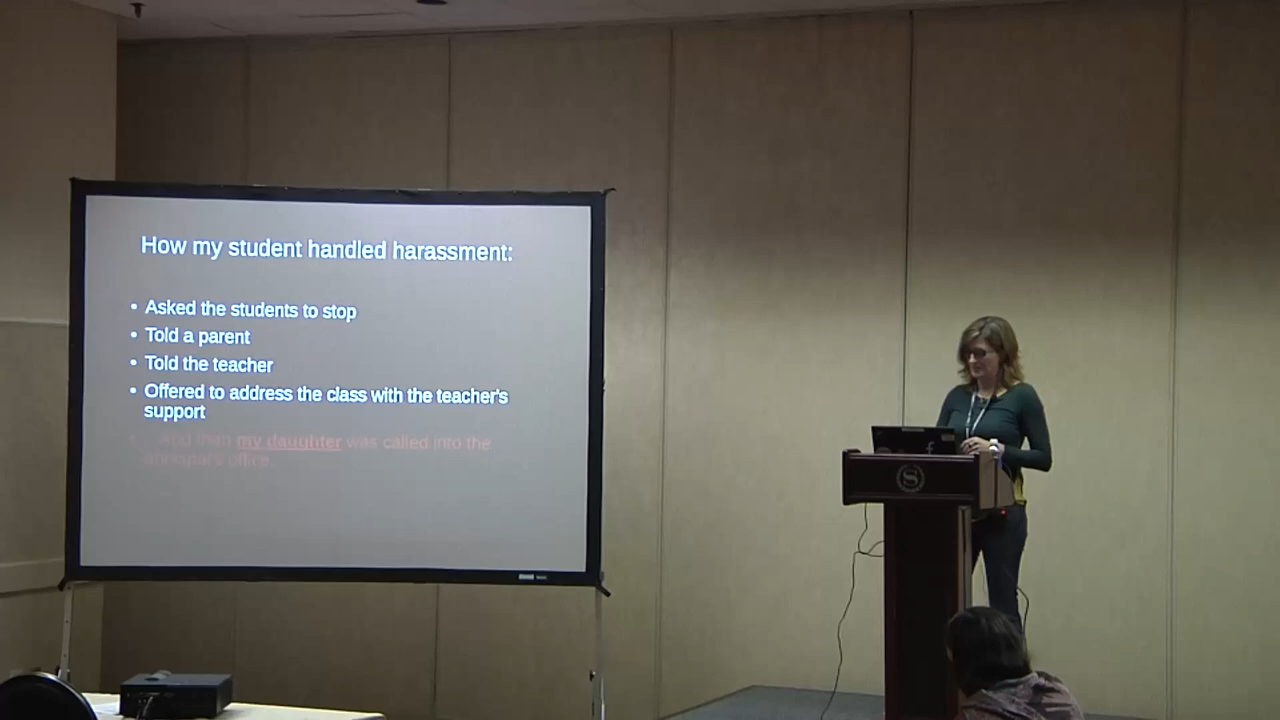 How my student handled harassment:
• Asked the students to stop
• Told a parent
• Told the teacher
• Offered to address the class with the teacher's
support
• And then my daughter was called into the
principal's office.
f
S